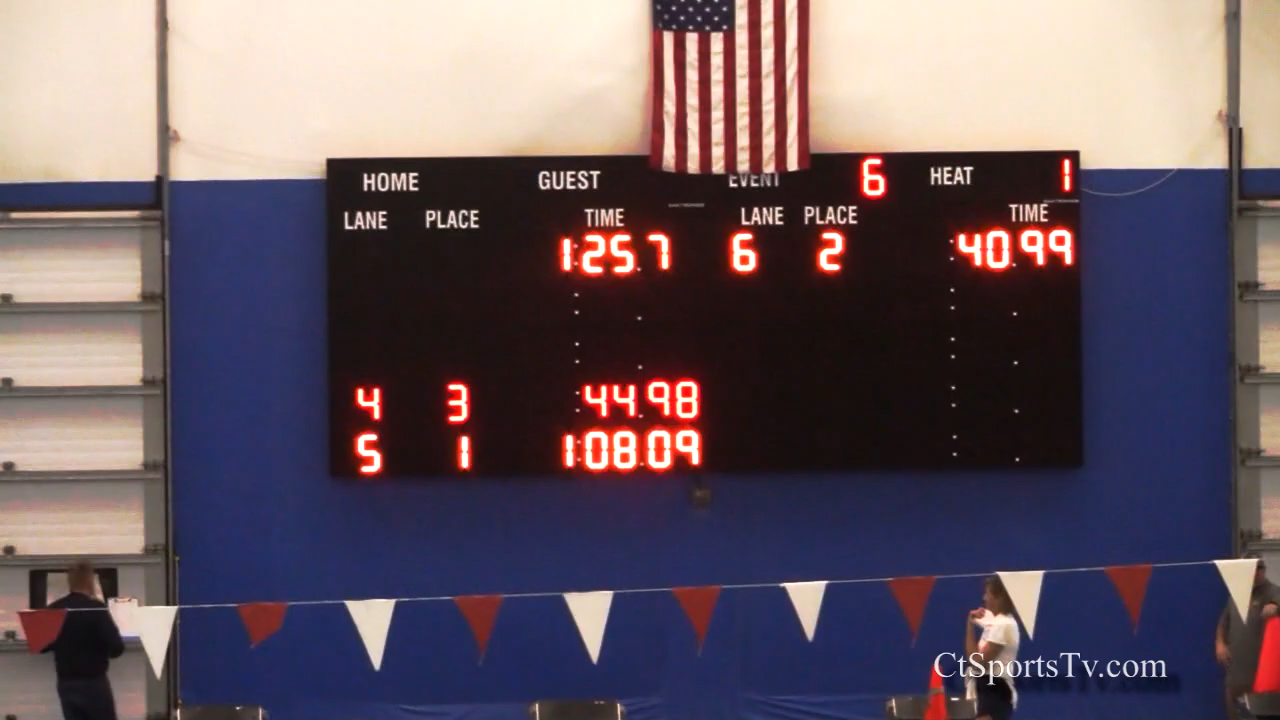 HOME GUEST EVENT 6 HEAT 1
LANE PLACE TIME LANE PLACE TIME
1:25.7 6 2 40.99
4 3 44.98
5 1 1:08.09
CtSportsTv.com